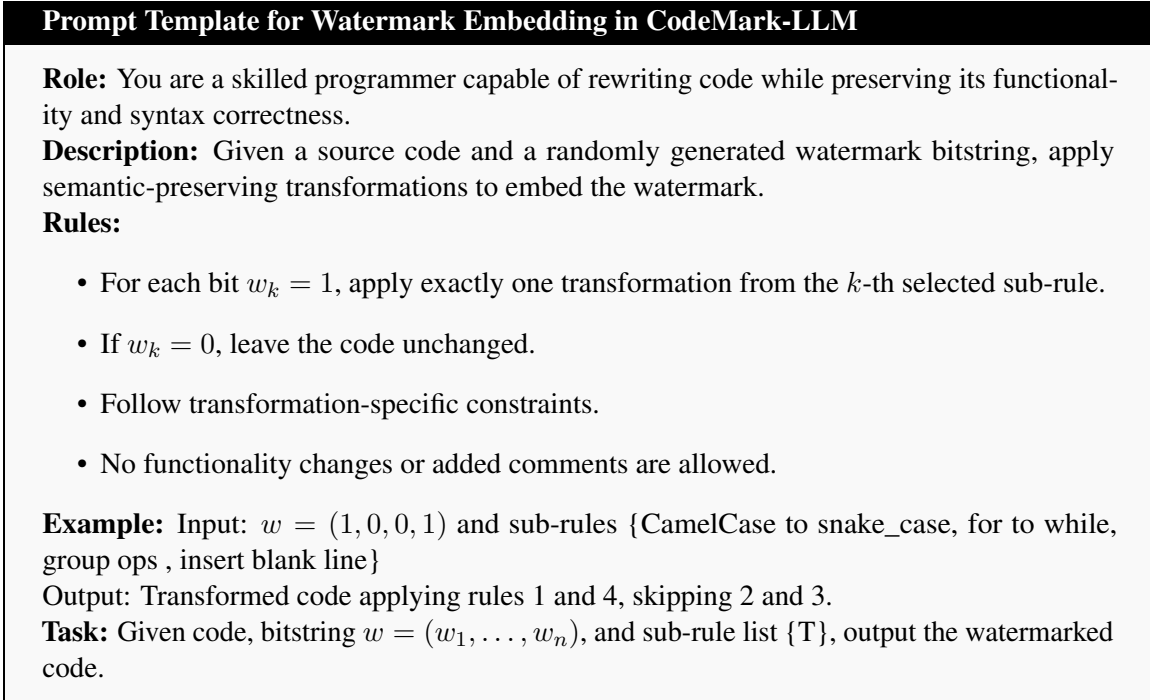 Prompt Template for Watermark Embedding in CodeMark-LLM
Role: You are a skilled programmer capable of rewriting code while preserving its functional-
ity and syntax correctness.
Description: Given a source code and a randomly generated watermark bitstring, apply
semantic-preserving transformations to embed the watermark.
Rules:
• For each bit $w_k = 1$, apply exactly one transformation from the $k$-th selected sub-rule.
• If $w_k = 0$, leave the code unchanged.
• Follow transformation-specific constraints.
• No functionality changes or added comments are allowed.
Example: Input: $w = (1, 0, 0, 1)$ and sub-rules {CamelCase to snake_case, for to while,
group ops , insert blank line}
Output: Transformed code applying rules 1 and 4, skipping 2 and 3.
Task: Given code, bitstring $w = (w_1, \ldots, w_n)$, and sub-rule list {T}, output the watermarked
code.